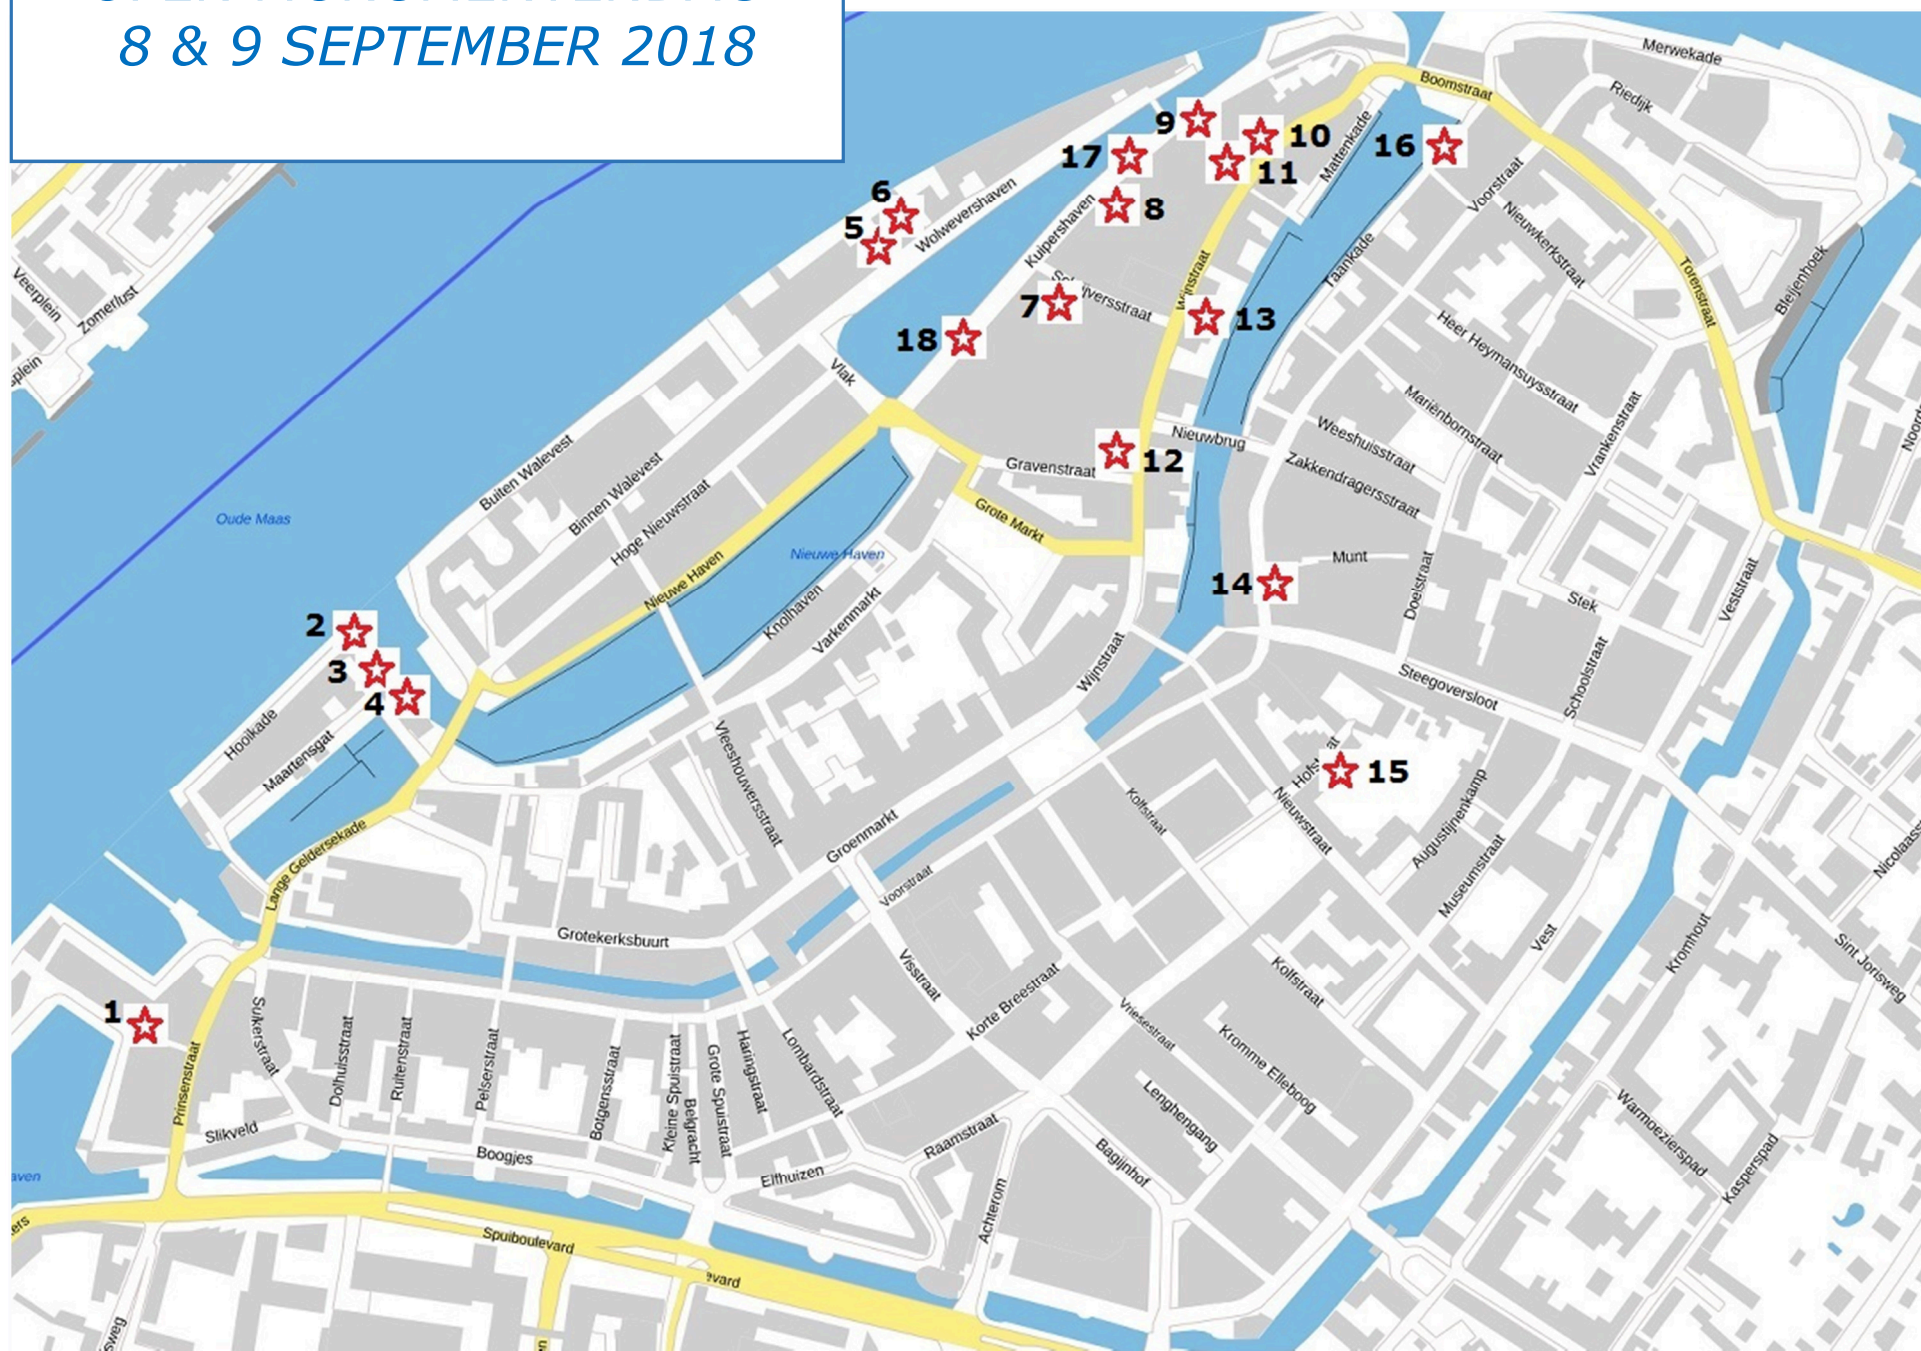 8 & 9 SEPTEMBER 2018
Merwekade
Boomstraat
Riedijk
9
10
17
16
11
Mattenkade
Voorstraat
6
5
8
Wolwevershaven
Kuipershaven
Nieuwkerkstraat
Taankade
Torenstraat
Bleijenhoek
Veerplein
Zomerlust
7
13
18
Wijnstraat
Heer Heymansuysstraat
Vlak
Mariënbornstraat
Vrankenstraat
Nieuwbrug
Weeshuisstraat
Zakkendragersstraat
12
Gravenstraat
Buiten Walevest
Binnen Walevest
Hoge Nieuwstraat
Grote Markt
Oude Maas
Nieuwe Haven
Nieuwe Haven
Munt
14
Doelstraat
Stek
Veststraat
Knolhaven
Varkenmarkt
2
3
4
Wijnstraat
Steegoversloot
Schoolstraat
Hooikade
Maartensgat
Vleeshouwersstraat
15
Kolfstraat
Nieuwstraat
Augustijnenkamp
Museumstraat
Lange Geldersekade
Groenmarkt
Voorstraat
Grotekerksbuurt
Visstraat
Kolfstraat
Vest
Kromhout
Sint Jorisweg
1
Suikerstraat
Prinsenstraat
Dolhuisstraat
Ruitenstraat
Pelserstraat
Botgensstraat
Kleine Spuistraat
Belgracht
Grote Spuistraat
Haringstraat
Lombardstraat
Korte Breestraat
Vriesestraat
Kromme Elleboog
Lenghengang
Warmoezierspad
Kasperspad
Slikveld
Boogjes
Elfhuizen
Raamstraat
Bagijnhof
Achterom
Spuiboulevard